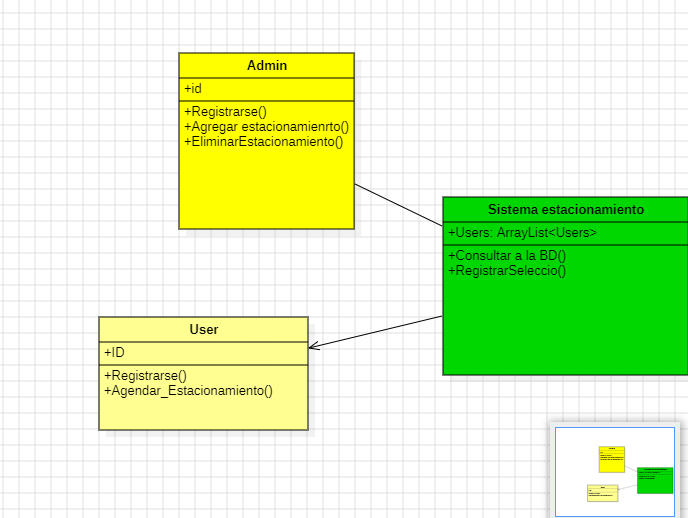 Admin
+id
+Registrarse()
+Agregar estacionamienrto()
+EliminarEstacionamiento()
Sistema estacionamiento
+Users: ArrayList<Users>
+Consultar a la BD()
+RegistrarSeleccio()
User
+ID
+Registrarse()
+Agendar_Estacionamiento()